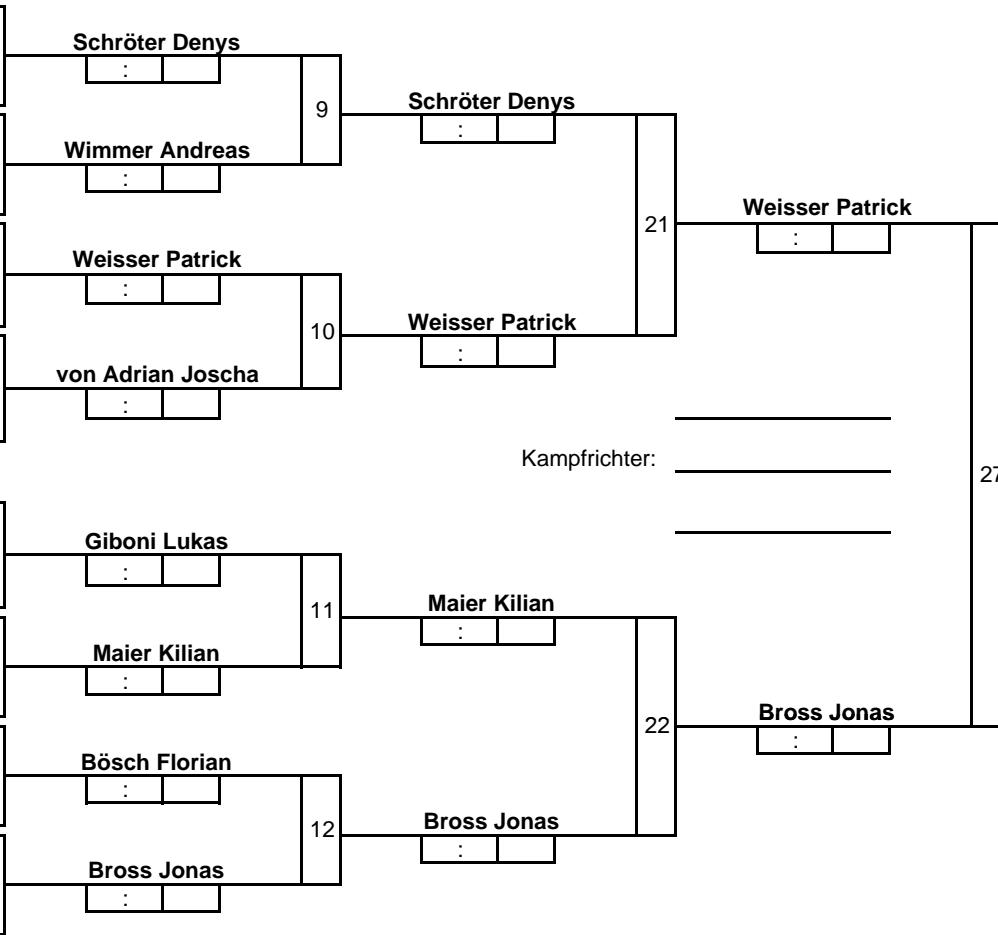 Schröter Denys
:
9
Schröter Denys
:
Wimmer Andreas
:
21
Weisser Patrick
:
Weisser Patrick
:
10
Weisser Patrick
:
von Adrian Joscha
:
Kampfrichter:
27
Giboni Lukas
:
11
Maier Kilian
:
Maier Kilian
:
22
Bross Jonas
:
Bösch Florian
:
12
Bross Jonas
:
Bross Jonas
: